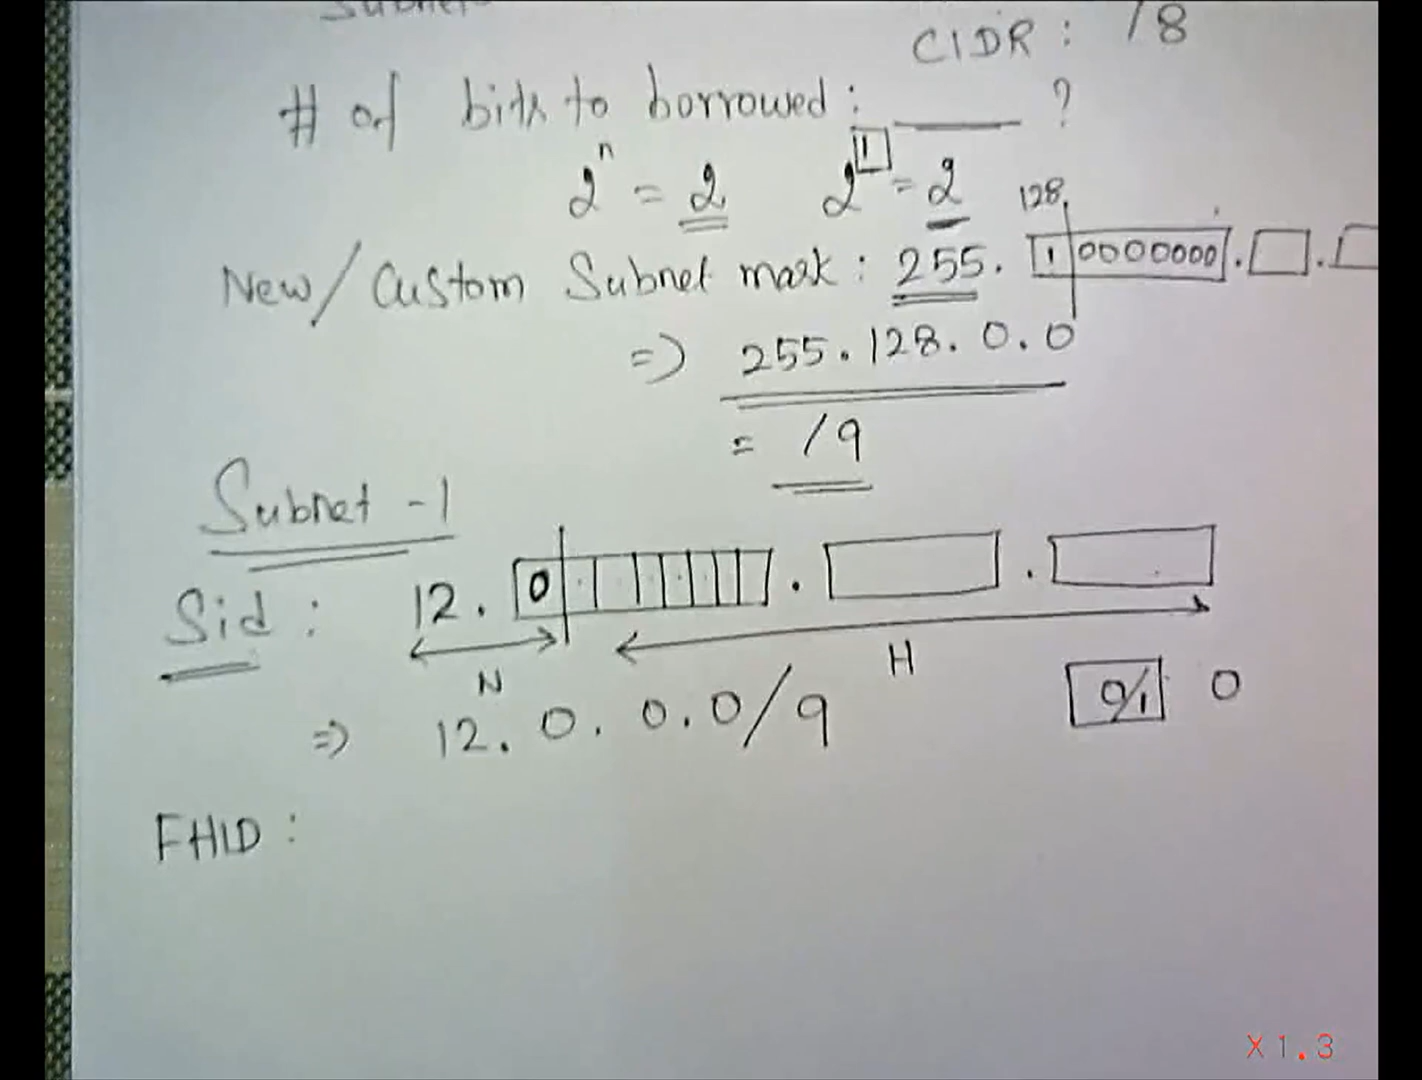 Subnet
CIDR : /8
# of bits to borrowed : ____ ?
2^n = 2 2^1 = 2 128
New/Custom Subnet mask : 255. 1 0000000 . .
=) 255.128.0.0
= /9
Subnet -1
Sid : 12. 0 . .
N H
=) 12.0.0.0/9 0/1 0
FHID :
X1.3